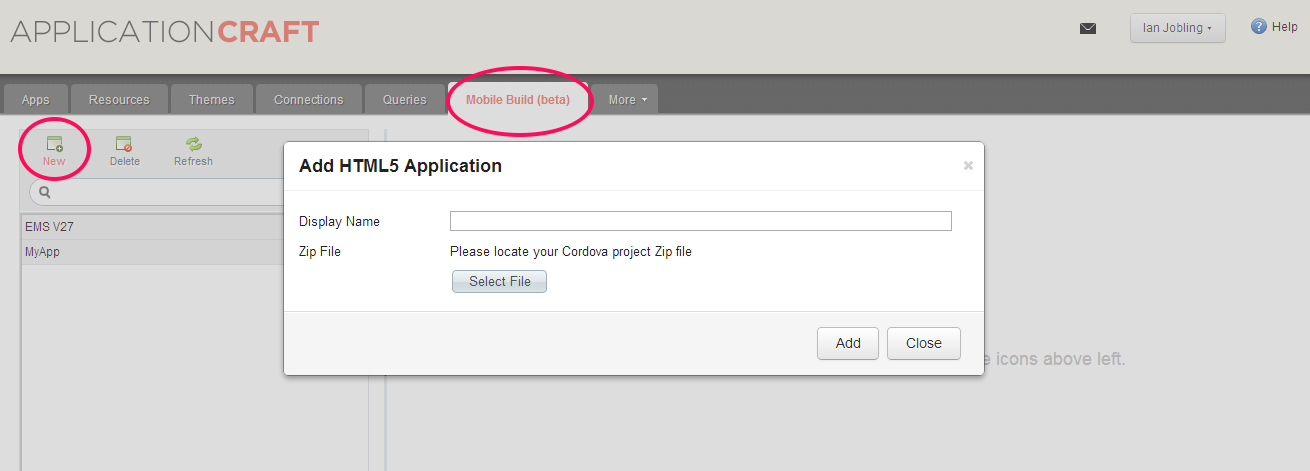 APPLICATIONCRAFT
Ian Jobling
Help
Apps
Resources
Themes
Connections
Queries
Mobile Build (beta)
More
New
Delete
Refresh
EMS V27
MyApp
Add HTML5 Application
Display Name
Zip File
Please locate your Cordova project Zip file
Select File
Add
Close
icons above left.